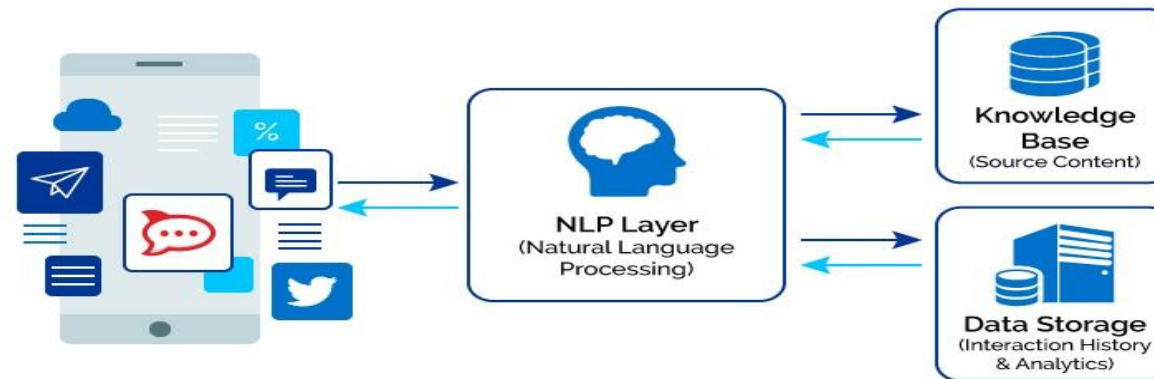 %
NLP Layer
(Natural Language
Processing)
Knowledge
Base
(Source Content)
Data Storage
(Interaction History
& Analytics)